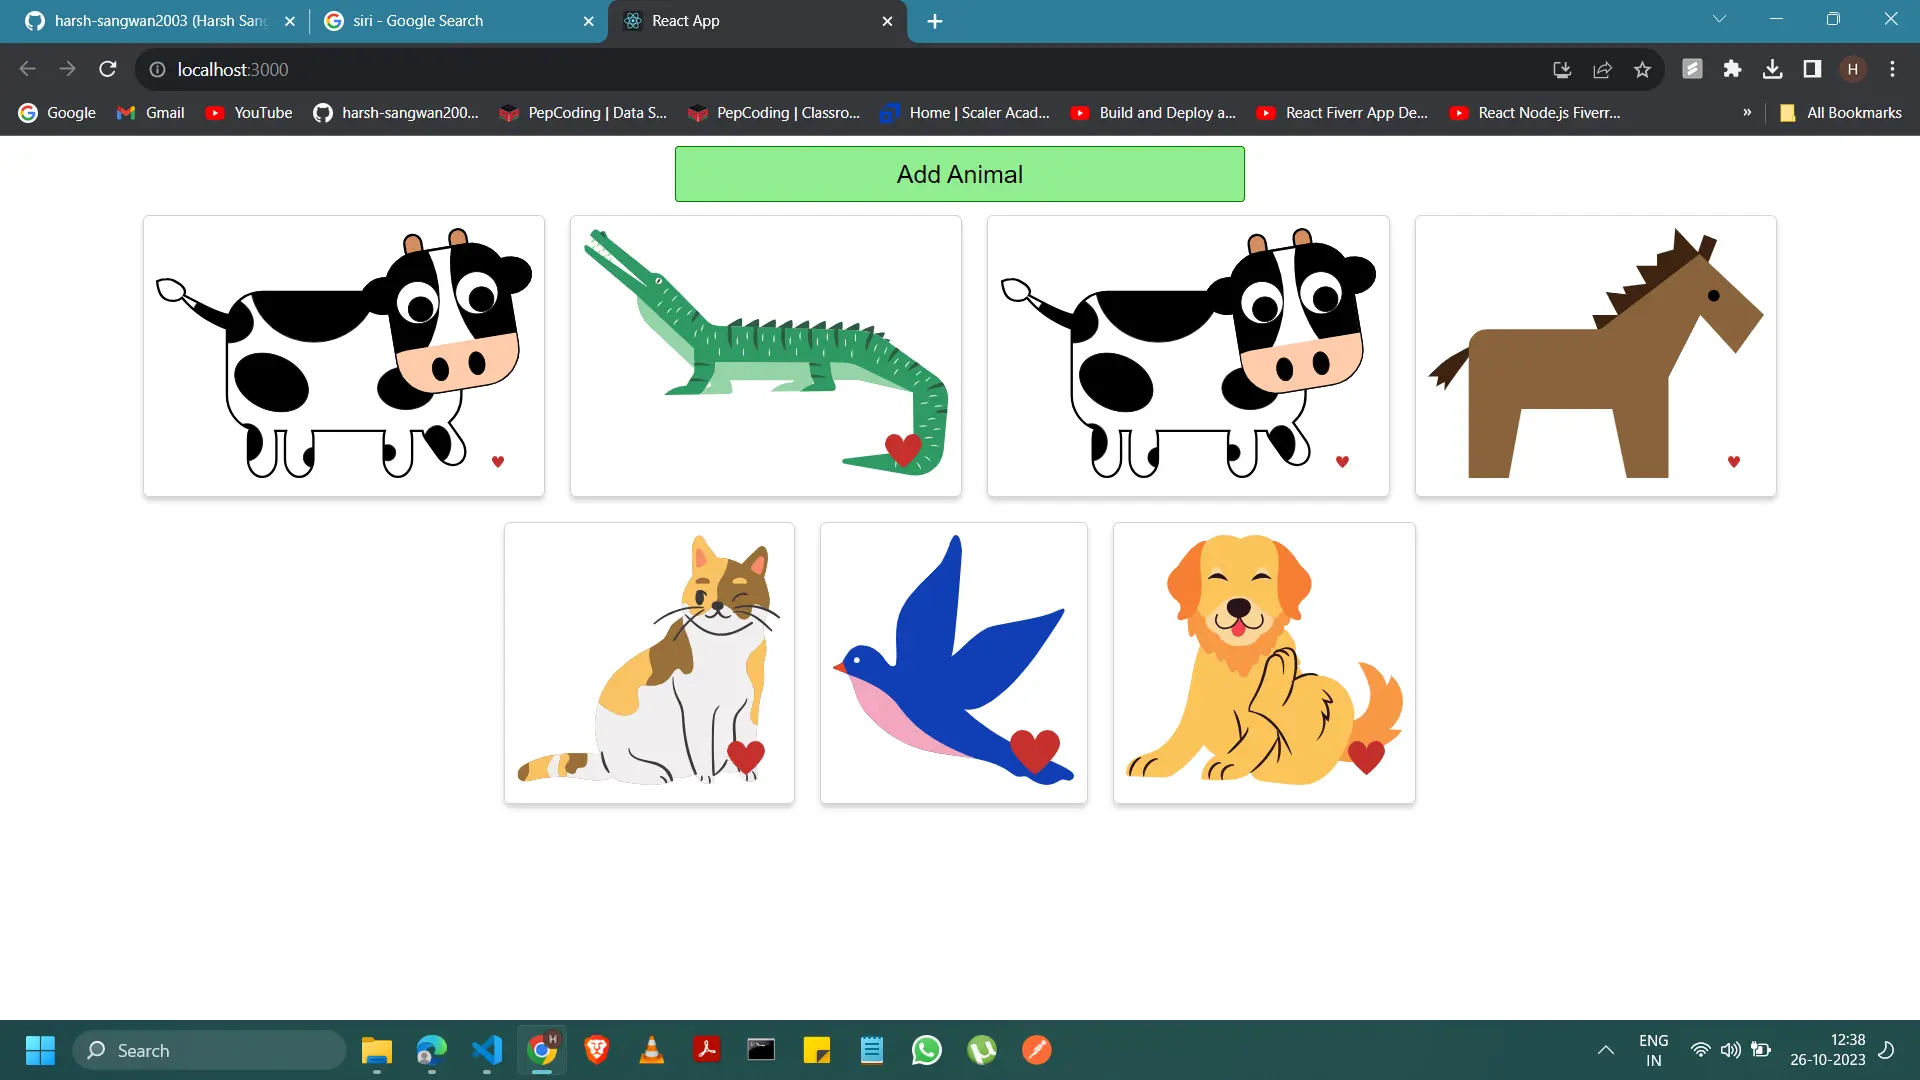 harsh-sangwan2003 (Harsh Sang
siri - Google Search
React App
localhost:3000
H
Google
Gmail
YouTube
harsh-sangwan200...
PepCoding | Data S...
PepCoding | Classro...
Home | Scaler Acad...
Build and Deploy a...
React Fiverr App De...
React Node.js Fiverr...
»
All Bookmarks
Add Animal
Search
H
ENG
IN
12:38
26-10-2023